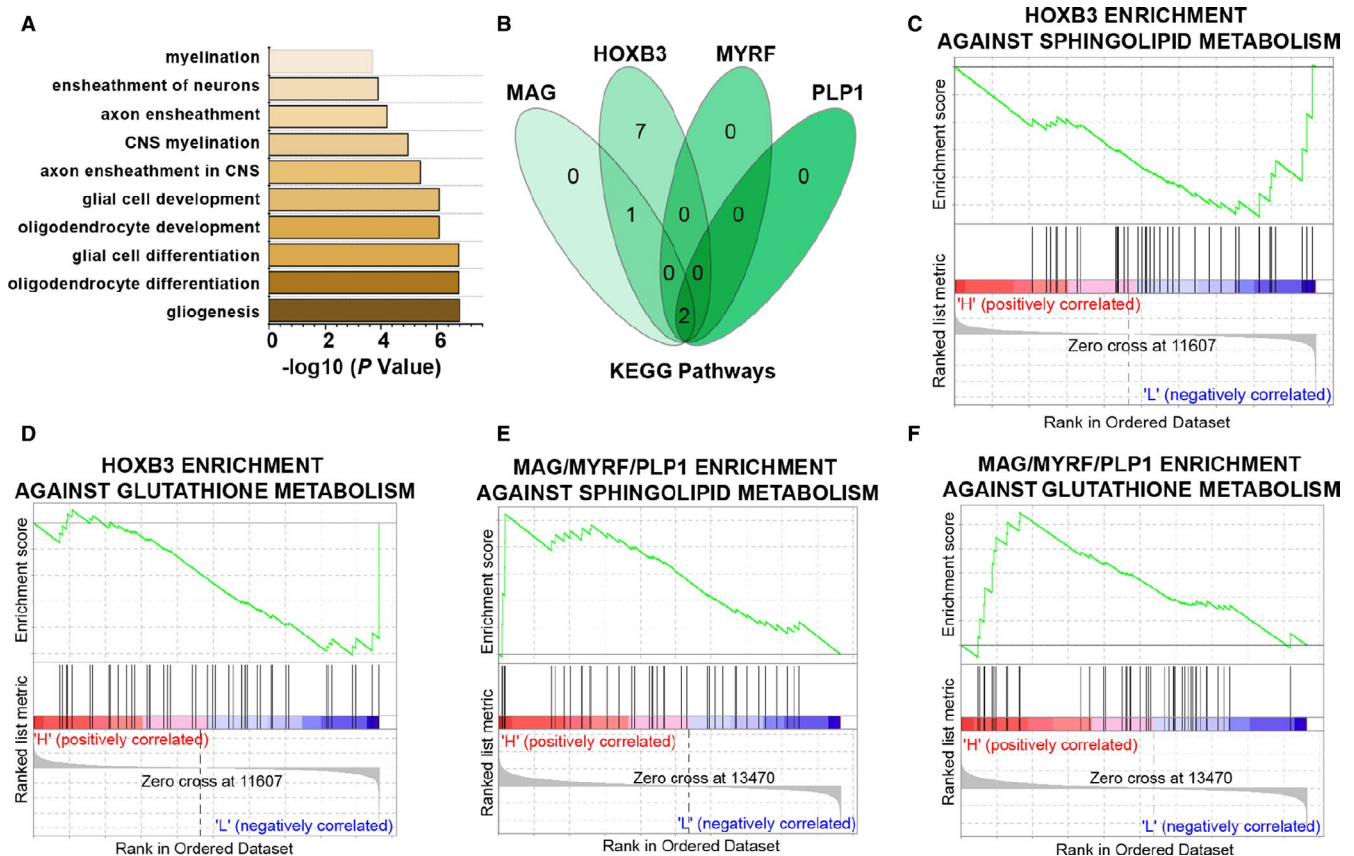 A
myelination
ensheathment of neurons
axon ensheathment
CNS myelination
axon ensheathment in CNS
glial cell development
oligodendrocyte development
glial cell differentiation
oligodendrocyte differentiation
gliogenesis
0 2 4 6
-log10 (P Value)
B
HOXB3 MYRF
MAG PLP1
7 0
0 0
1 0 0
0 0
2
KEGG Pathways
C
HOXB3 ENRICHMENT
AGAINST SPHINGOLIPID METABOLISM
Enrichment score
Ranked list metric
'H' (positively correlated)
Zero cross at 11607
'L' (negatively correlated)
Rank in Ordered Dataset
D
HOXB3 ENRICHMENT
AGAINST GLUTATHIONE METABOLISM
Enrichment score
Ranked list metric
'H' (positively correlated)
Zero cross at 11607
'L' (negatively correlated)
Rank in Ordered Dataset
E
MAG/MYRF/PLP1 ENRICHMENT
AGAINST SPHINGOLIPID METABOLISM
Enrichment score
Ranked list metric
'H' (positively correlated)
Zero cross at 13470
'L' (negatively correlated)
Rank in Ordered Dataset
F
MAG/MYRF/PLP1 ENRICHMENT
AGAINST GLUTATHIONE METABOLISM
Enrichment score
Ranked list metric
'H' (positively correlated)
Zero cross at 13470
'L' (negatively correlated)
Rank in Ordered Dataset